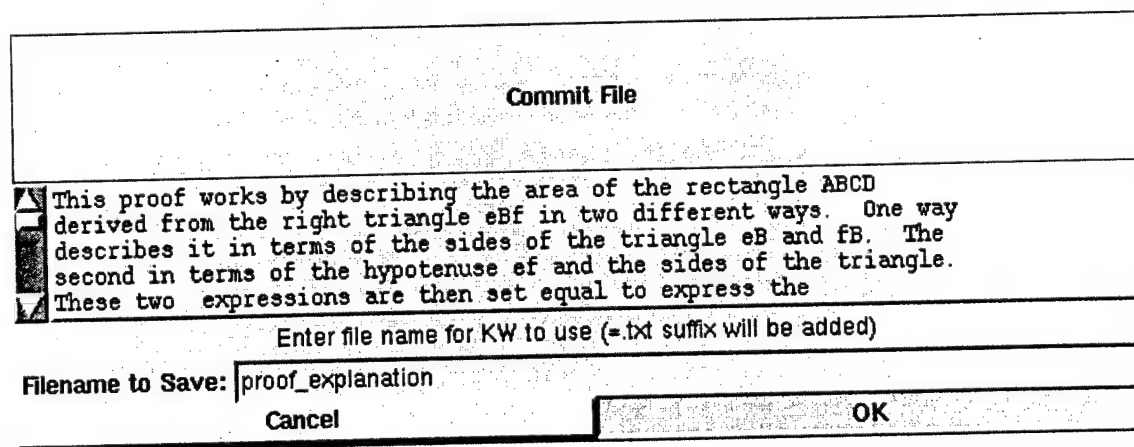 Commit File
This proof works by describing the area of the rectangle ABCD
derived from the right triangle eBf in two different ways.  One way
describes it in terms of the sides of the triangle eB and fB.  The
second in terms of the hypotenuse ef and the sides of the triangle.
These two  expressions are then set equal to express the
Enter file name for KW to use (=.txt suffix will be added)
Filename to Save: proof_explanation
Cancel OK